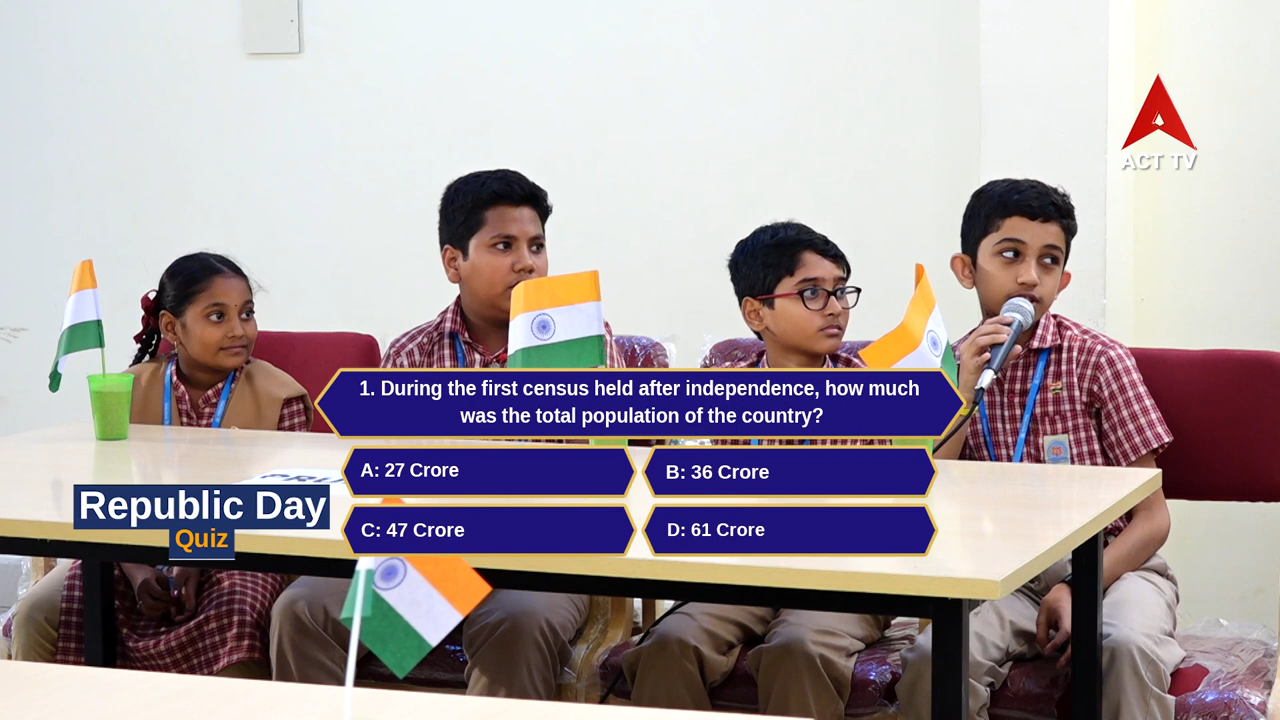 ACT TV
1. During the first census held after independence, how much
was the total population of the country?
A: 27 Crore
B: 36 Crore
C: 47 Crore
D: 61 Crore
Republic Day
Quiz